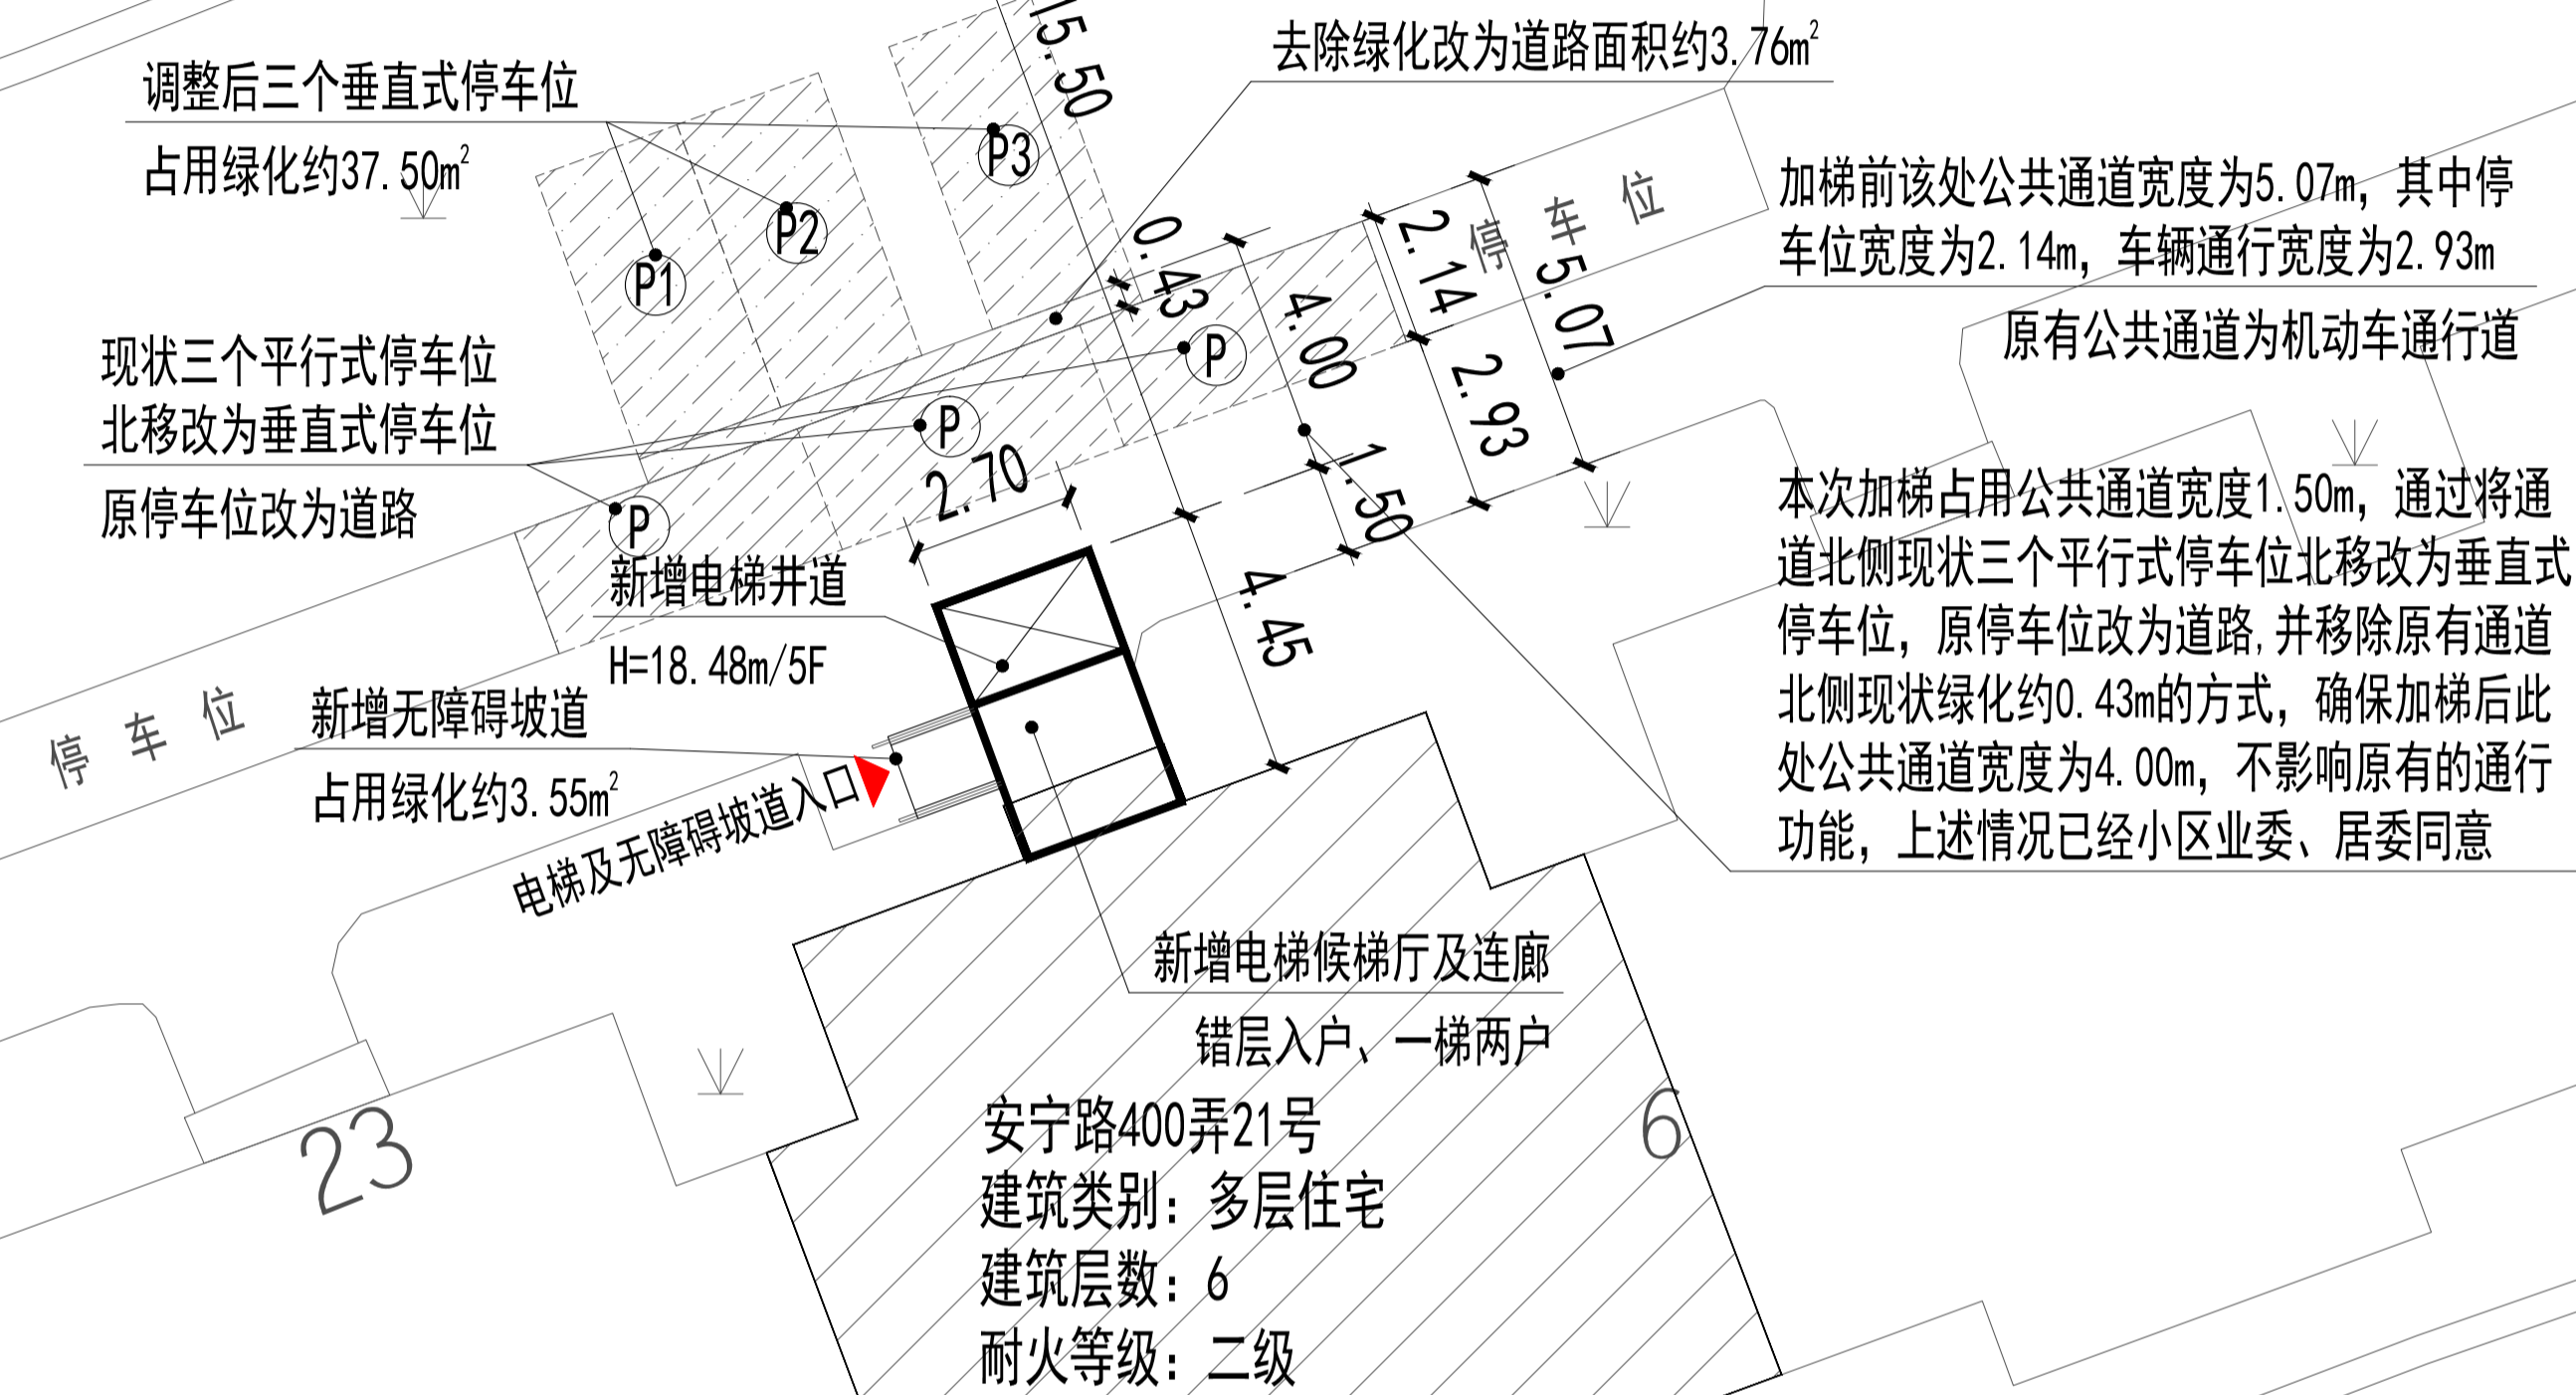 去除绿化改为道路面积约3.76m²
15.50
调整后三个垂直式停车位
占用绿化约37.50m²
P3
P2
P1
加梯前该处公共通道宽度为5.07m，其中停
车位宽度为2.14m，车辆通行宽度为2.93m
原有公共通道为机动车通行道
停车位
0.43
2.14
5.07
4.00
2.93
1.50
现状三个平行式停车位
北移改为垂直式停车位
原停车位改为道路
P
P
P
2.70
4.45
新增电梯井道
H=18.48m/5F
本次加梯占用公共通道宽度1.50m，通过将通
道北侧现状三个平行式停车位北移改为垂直式
停车位，原停车位改为道路,并移除原有通道
北侧现状绿化约0.43m的方式，确保加梯后此
处公共通道宽度为4.00m，不影响原有的通行
功能，上述情况已经小区业委、居委同意
停车位
新增无障碍坡道
占用绿化约3.55m²
电梯及无障碍坡道入口
新增电梯候梯厅及连廊
错层入户、一梯两户
23
6
安宁路400弄21号
建筑类别：多层住宅
建筑层数：6
耐火等级：二级